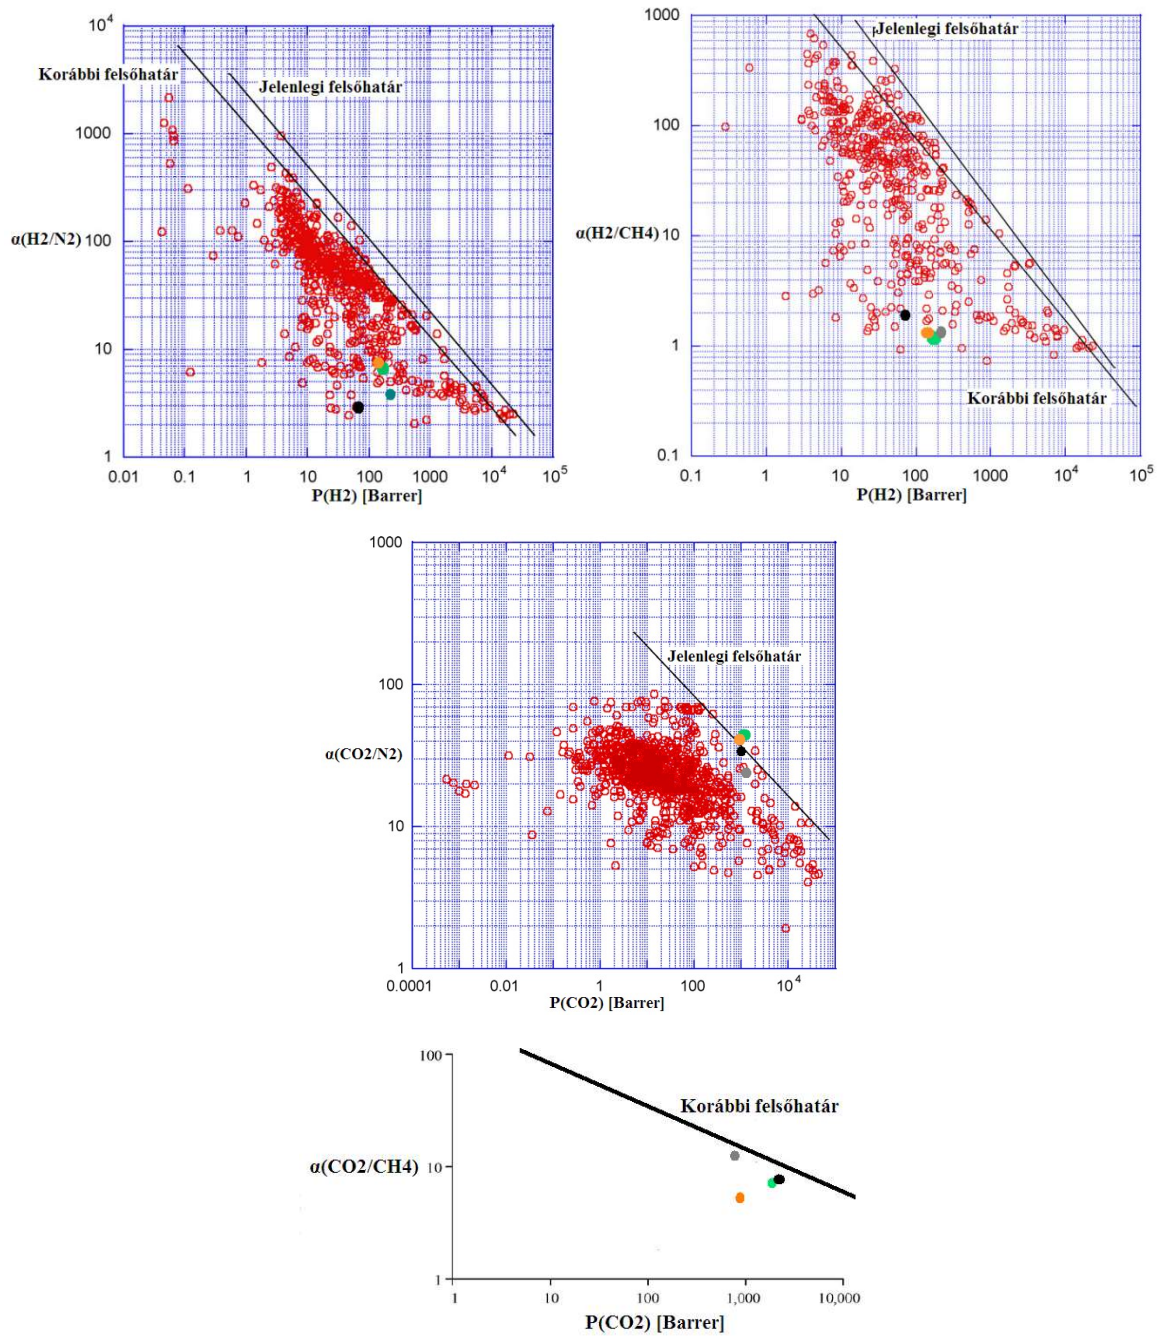 10⁴
Korábbi felsőhatár
Jelenlegi felsőhatár
1000
α(H2/N2)
100
10
1
0.01 0.1 1 10 100 1000 10⁴ 10⁵
P(H2) [Barrer]
1000
Jelenlegi felsőhatár
100
α(H2/CH4)
10
1
Korábbi felsőhatár
0.1
0.1 1 10 100 1000 10⁴ 10⁵
P(H2) [Barrer]
1000
Jelenlegi felsőhatár
100
α(CO2/N2)
10
1
0.0001 0.01 1 100 10⁴
P(CO2) [Barrer]
100
Korábbi felsőhatár
α(CO2/CH4)
10
1
1 10 100 1,000 10,000
P(CO2) [Barrer]